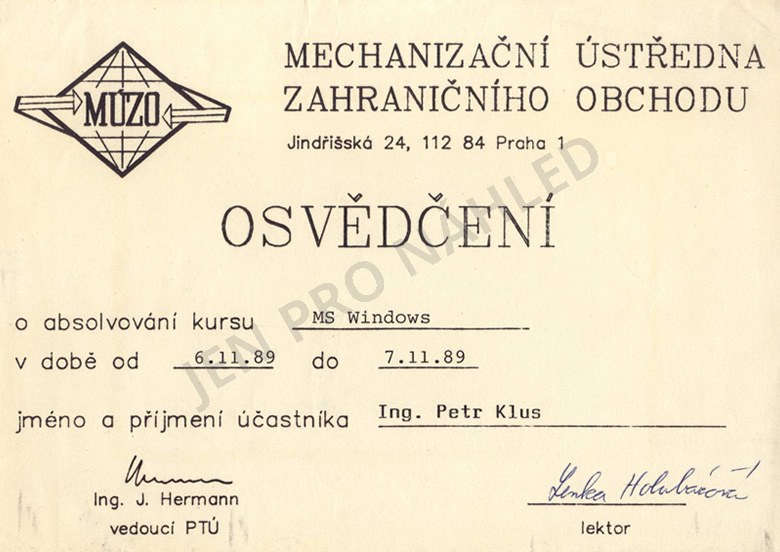 MÚZO
MECHANIZAČNÍ ÚSTŘEDNA
ZAHRANIČNÍHO OBCHODU
Jindřišská 24, 112 84 Praha 1
OSVĚDČENÍ
JEN PRO NÁHLED
o absolvování kursu MS Windows
v době od 6.11.89 do 7.11.89
jméno a příjmení účastníka Ing. Petr Klus
Ing. J. Hermann
vedoucí PTÚ
Lenka Holubářová
lektor